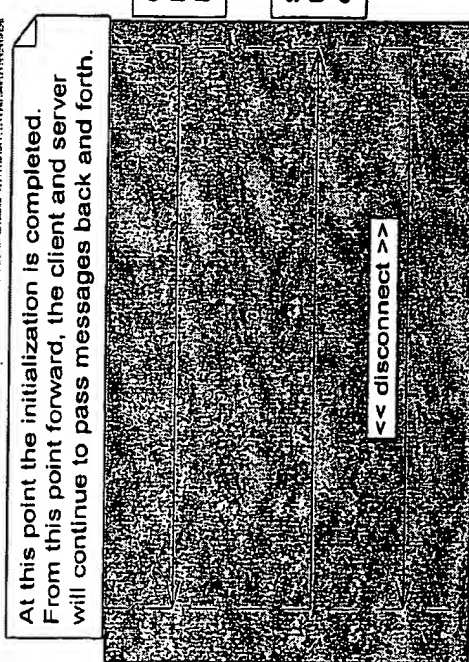 At this point the initialization is completed.
From this point forward, the client and server
will continue to pass messages back and forth.
<< disconnect >>